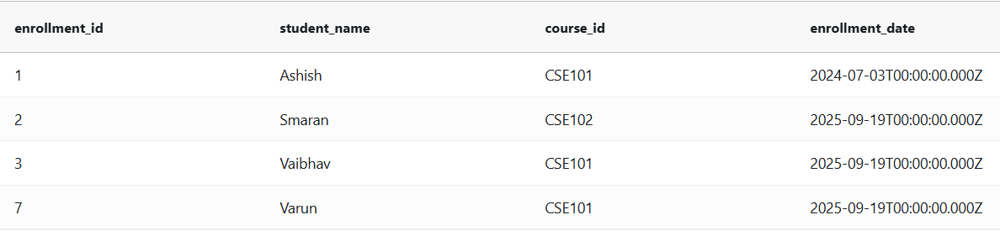 enrollment_id student_name course_id enrollment_date
1 Ashish CSE101 2024-07-03T00:00:00.000Z
2 Smaran CSE102 2025-09-19T00:00:00.000Z
3 Vaibhav CSE101 2025-09-19T00:00:00.000Z
7 Varun CSE101 2025-09-19T00:00:00.000Z